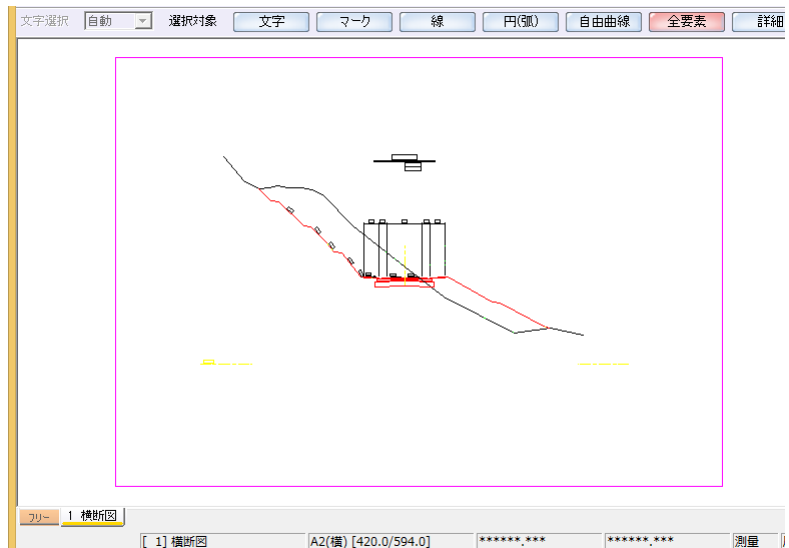 文字選択 自動 選択対象 文字 マーク 線 円(弧) 自由曲線 全要素 詳細
フリー 1 横断図
[ 1] 横断図 A2(横) [420.0/594.0] ******.*** ******.*** 測量